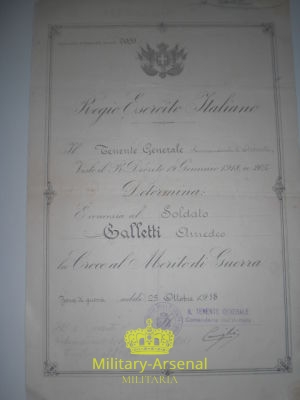 Regio Esercito Italiano
Il Tenente Generale
Visto il R. Decreto 19 Gennaio 1918, n. 205
Determina:
È concessa al Soldato
Galletti Amedeo
la Croce al Merito di Guerra
Zona di guerra, addì 25 Ottobre 1918
IL TENENTE GENERALE
Military-Arsenal
MILITARIA